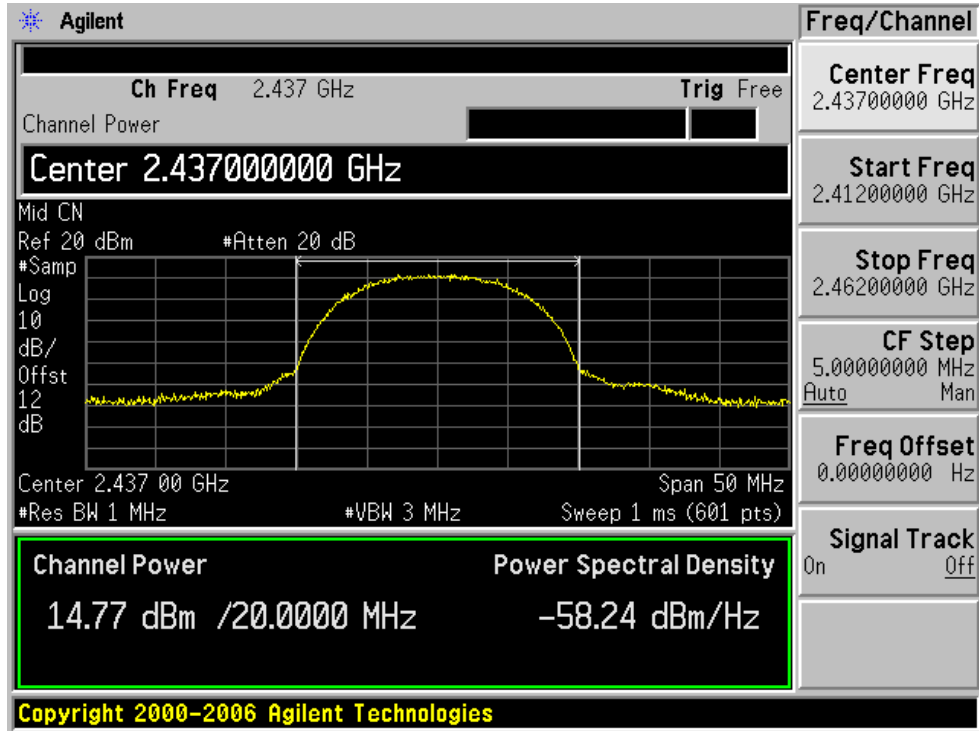 Agilent
Ch Freq 2.437 GHz Trig Free
Channel Power
Center 2.437000000 GHz
Mid CN
Ref 20 dBm #Atten 20 dB
#Samp
Log
10
dB/
Offst
12
dB
Center 2.437 00 GHz Span 50 MHz
#Res BW 1 MHz #VBW 3 MHz Sweep 1 ms (601 pts)
Channel Power Power Spectral Density
14.77 dBm /20.0000 MHz -58.24 dBm/Hz
Copyright 2000-2006 Agilent Technologies
Freq/Channel
Center Freq
2.43700000 GHz
Start Freq
2.41200000 GHz
Stop Freq
2.46200000 GHz
CF Step
5.00000000 MHz
Auto Man
Freq Offset
0.00000000 Hz
Signal Track
On Off